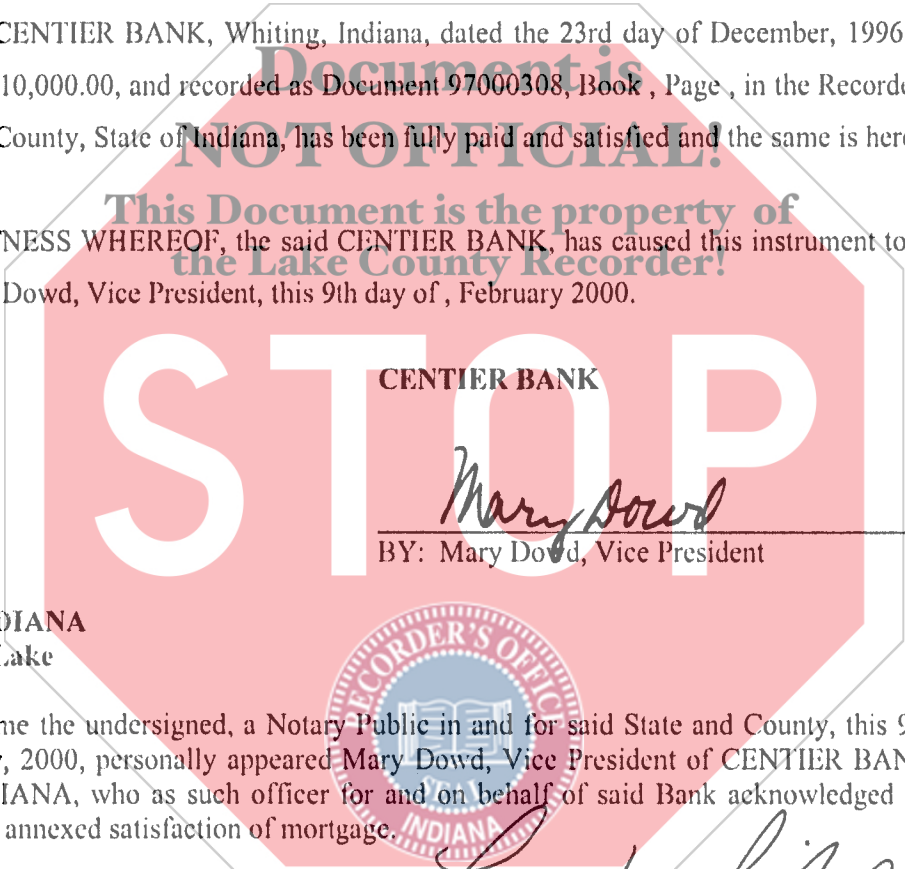 CENTIER BANK, Whiting, Indiana, dated the 23rd day of December, 1996
Document is
10,000.00, and recorded as Document 97000308, Book , Page , in the Recorde
County, State of Indiana, has been fully paid and satisfied and the same is here
NOT OFFICIAL!
This Document is the property of
NESS WHEREOF, the said CENTIER BANK, has caused this instrument to
the Lake County Recorder!
Dowd, Vice President, this 9th day of , February 2000.
STOP
CENTIER BANK
Mary Dowd
BY: Mary Dowd, Vice President
DIANA
Lake
RECORDER'S OFFIC
me the undersigned, a Notary Public in and for said State and County, this 9
, 2000, personally appeared Mary Dowd, Vice President of CENTIER BAN
IANA, who as such officer for and on behalf of said Bank acknowledged
SEAL
annexed satisfaction of mortgage.
INDIANA